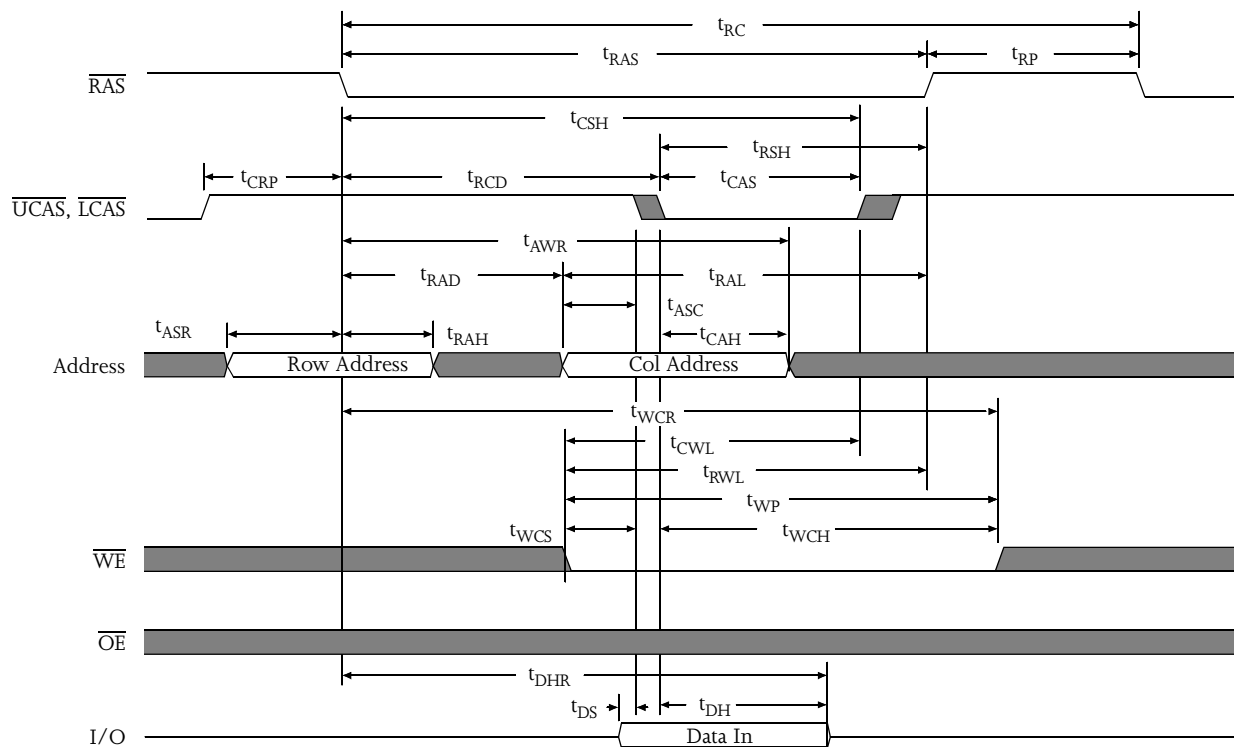 tRC
tRAS
tRP
RAS
tCSH
tRSH
tCRP
tRCD
tCAS
UCAS, LCAS
tAWR
tRAD
tRAL
tASC
tASR
tRAH
tCAH
Address
Row Address
Col Address
tWCR
tCWL
tRWL
tWP
tWCS
tWCH
WE
OE
tDHR
tDS
tDH
I/O
Data In